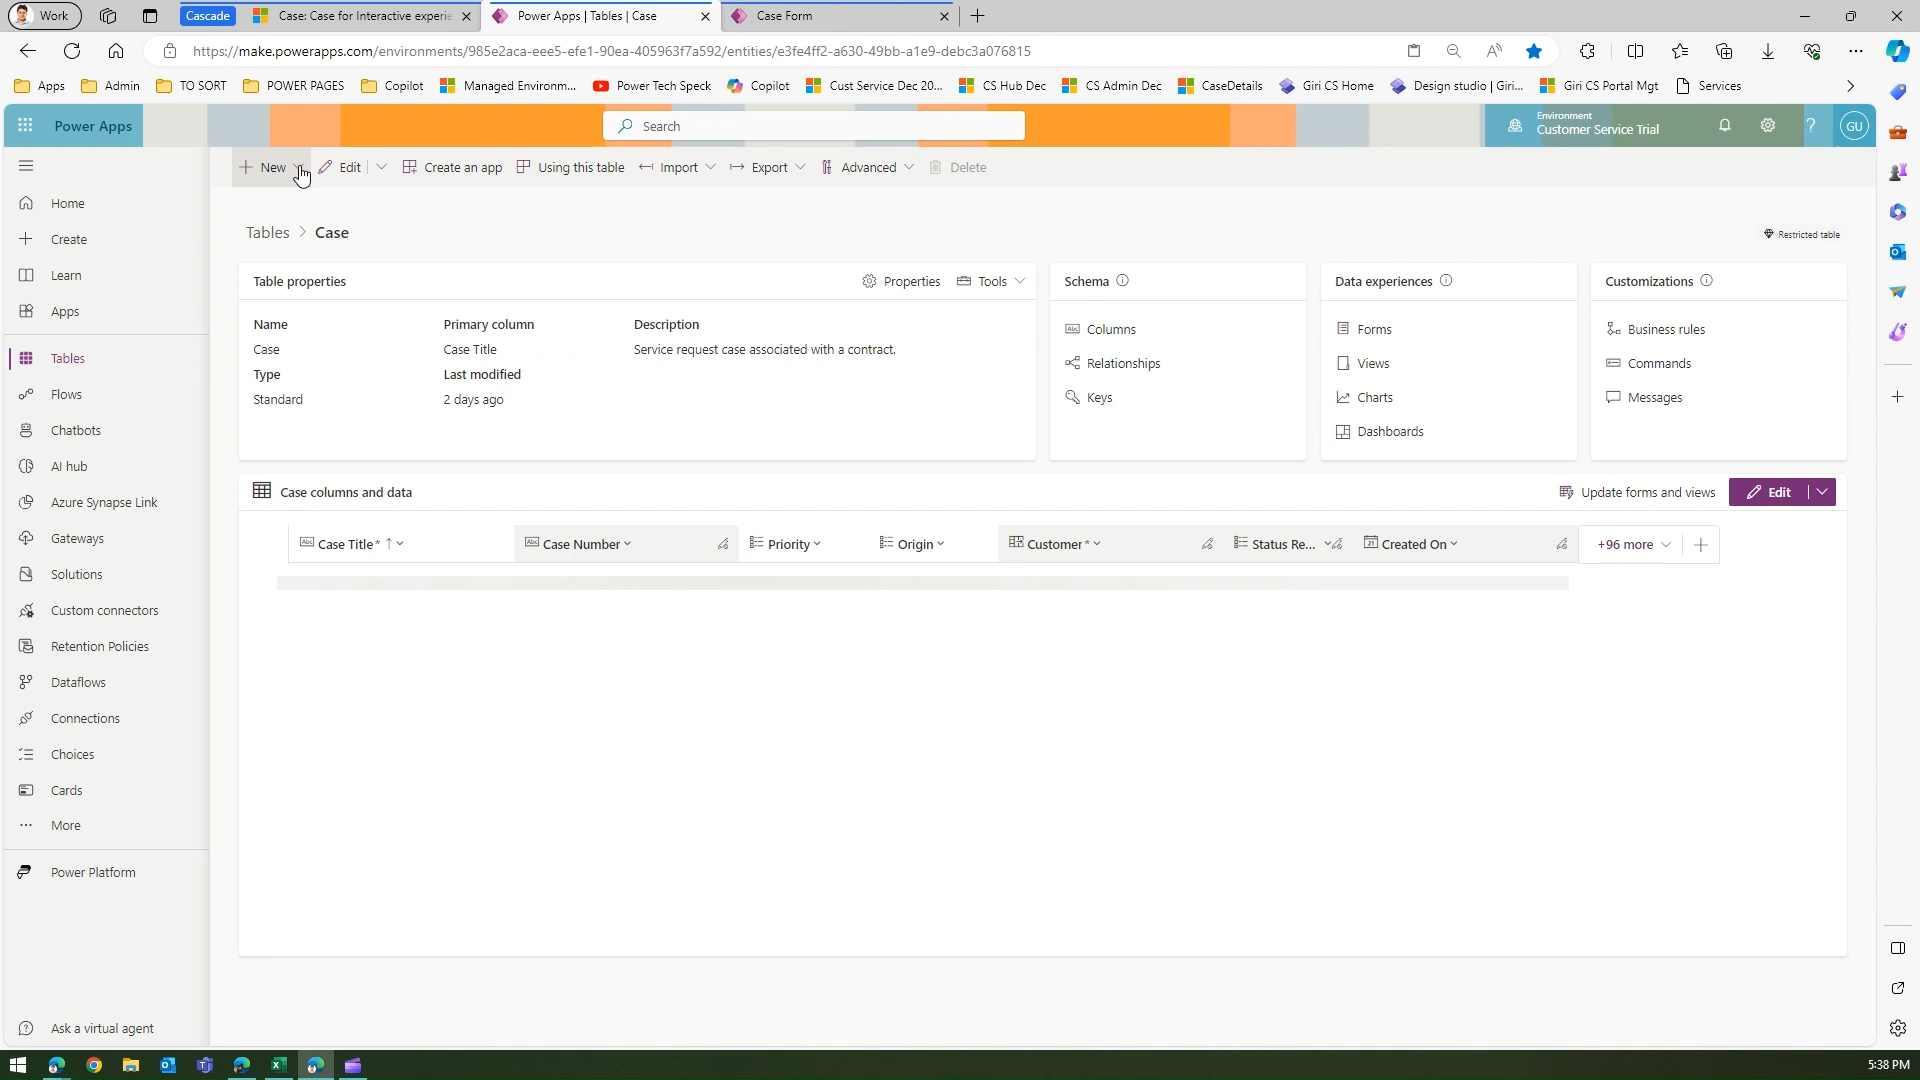 Work
Cascade
Case: Case for Interactive experie
Power Apps | Tables | Case
Case Form
https://make.powerapps.com/environments/985e2aca-eee5-efe1-90ea-405963f7a592/entities/e3fe4ff2-a630-49bb-a1e9-debc3a076815
Apps
Admin
TO SORT
POWER PAGES
Copilot
Managed Environm...
Power Tech Speck
Copilot
Cust Service Dec 20...
CS Hub Dec
CS Admin Dec
CaseDetails
Giri CS Home
Design studio | Giri...
Giri CS Portal Mgt
Services
Power Apps
Search
Environment
Customer Service Trial
?
GU
New
Edit
Create an app
Using this table
Import
Export
Advanced
Delete
Home
Create
Learn
Apps
Tables
Flows
Chatbots
AI hub
Azure Synapse Link
Gateways
Solutions
Custom connectors
Retention Policies
Dataflows
Connections
Choices
Cards
More
Power Platform
Ask a virtual agent
Tables > Case
Restricted table
Table properties
Properties
Tools
Name
Case
Type
Standard
Primary column
Case Title
Last modified
2 days ago
Description
Service request case associated with a contract.
Schema
Columns
Relationships
Keys
Data experiences
Forms
Views
Charts
Dashboards
Customizations
Business rules
Commands
Messages
Case columns and data
Update forms and views
Edit
Case Title *
Case Number
Priority
Origin
Customer *
Status Re...
Created On
+96 more
5:38 PM